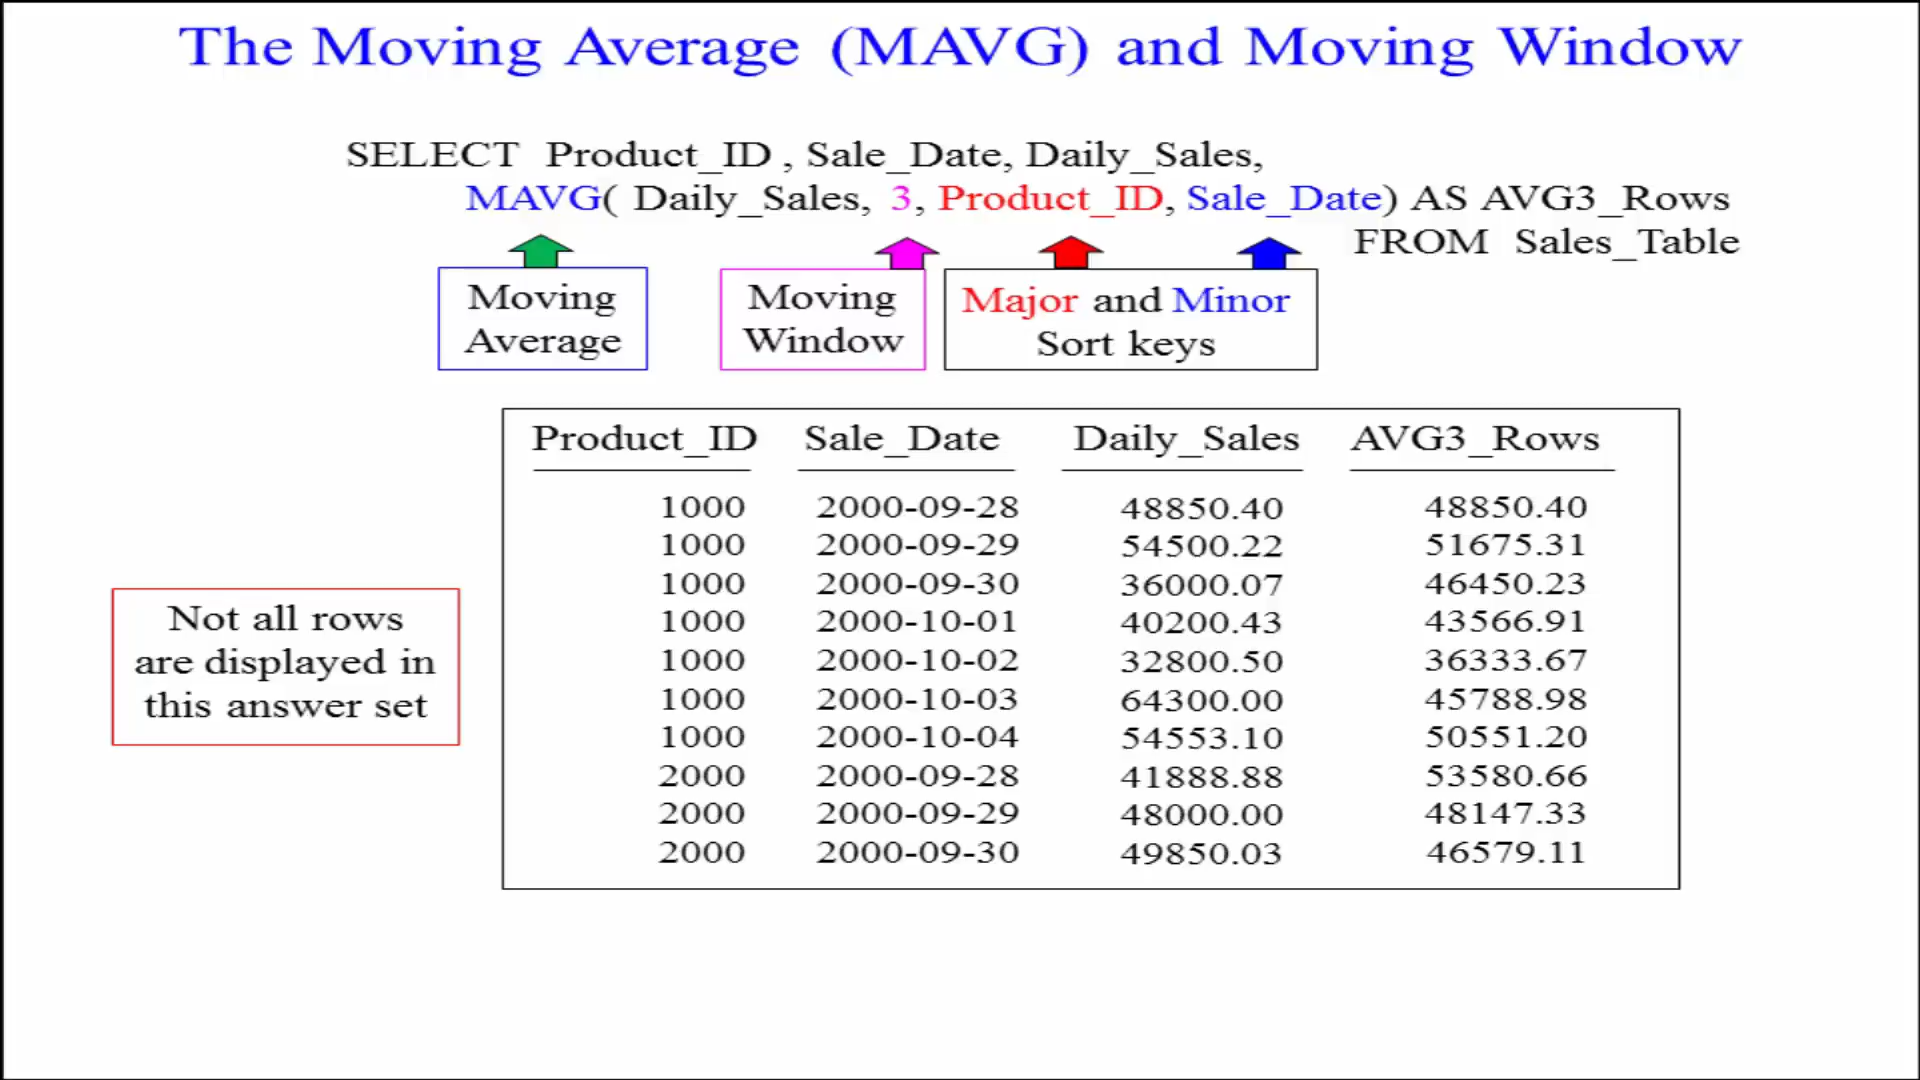 The Moving Average (MAVG) and Moving Window
SELECT Product_ID , Sale_Date, Daily_Sales,
MAVG( Daily_Sales, 3, Product_ID, Sale_Date) AS AVG3_Rows
FROM Sales_Table
Moving
Average
Moving
Window
Major and Minor
Sort keys
Product_ID Sale_Date Daily_Sales AVG3_Rows
1000 2000-09-28 48850.40 48850.40
1000 2000-09-29 54500.22 51675.31
1000 2000-09-30 36000.07 46450.23
1000 2000-10-01 40200.43 43566.91
1000 2000-10-02 32800.50 36333.67
1000 2000-10-03 64300.00 45788.98
1000 2000-10-04 54553.10 50551.20
2000 2000-09-28 41888.88 53580.66
2000 2000-09-29 48000.00 48147.33
2000 2000-09-30 49850.03 46579.11
Not all rows
are displayed in
this answer set